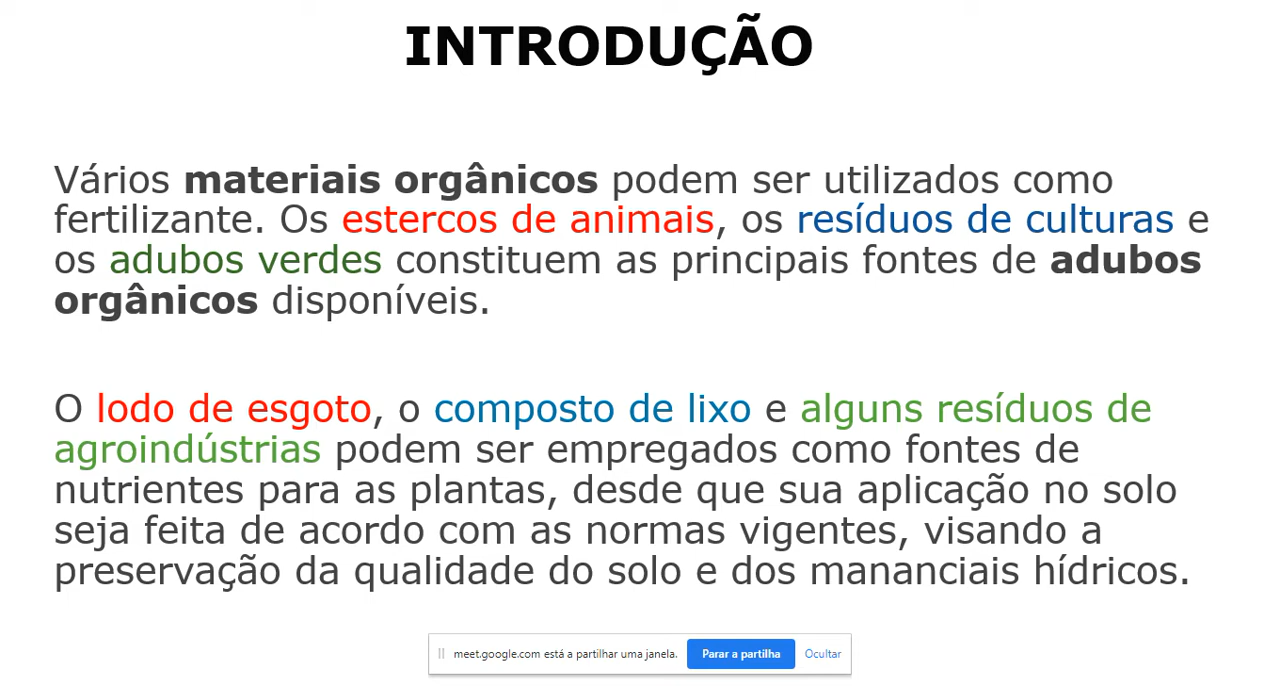 INTRODUÇÃO
Vários materiais orgânicos podem ser utilizados como
fertilizante. Os estercos de animais, os resíduos de culturas e
os adubos verdes constituem as principais fontes de adubos
orgânicos disponíveis.
O lodo de esgoto, o composto de lixo e alguns resíduos de
agroindústrias podem ser empregados como fontes de
nutrientes para as plantas, desde que sua aplicação no solo
seja feita de acordo com as normas vigentes, visando a
preservação da qualidade do solo e dos mananciais hídricos.
meet.google.com está a partilhar uma janela. Parar a partilha Ocultar